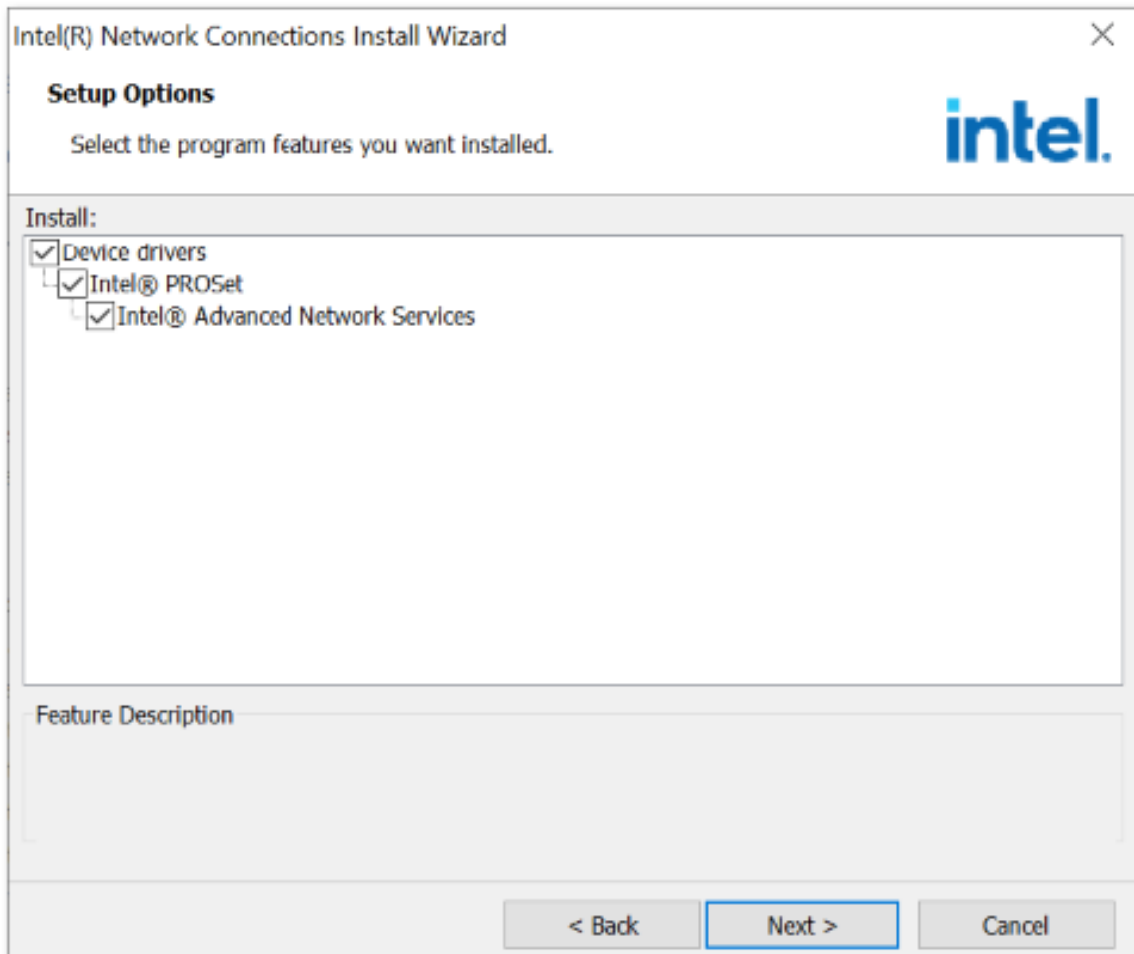 Intel(R) Network Connections Install Wizard
Setup Options
Select the program features you want installed.
intel.
Install:
Device drivers
Intel® PROSet
Intel® Advanced Network Services
Feature Description
< Back
Next >
Cancel